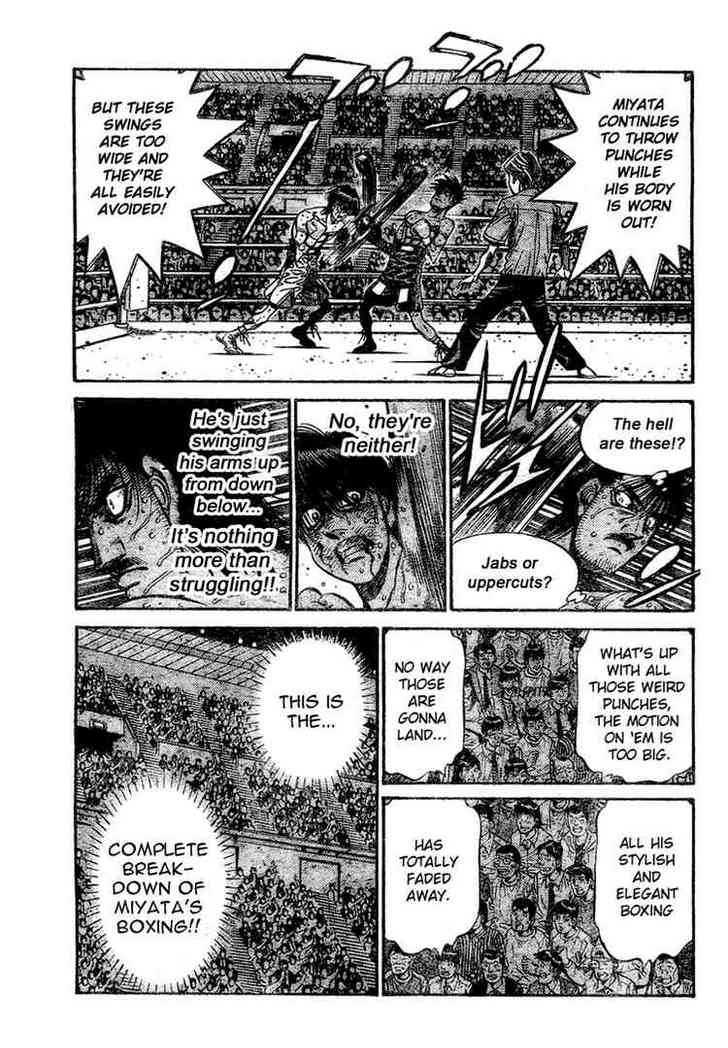 MIYATA
CONTINUES
TO THROW
PUNCHES
WHILE
HIS BODY
IS WORN
OUT!
BUT THESE
SWINGS
ARE TOO
WIDE AND
THEY'RE
ALL EASILY
AVOIDED!
ブン
ブン
The hell
are these!?
Jabs or
uppercuts?
No, they're
neither!
He's just
swinging
his arms up
from down
below...
It's nothing
more than
struggling!!
WHAT'S UP
WITH ALL
THOSE WEIRD
PUNCHES,
THE MOTION
ON 'EM IS
TOO BIG.
NO WAY
THOSE
ARE
GONNA
LAND...
ALL HIS
STYLISH
AND
ELEGANT
BOXING
HAS
TOTALLY
FADED
AWAY.
THIS IS
THE...
COMPLETE
BREAK-
DOWN OF
MIYATA'S
BOXING!!